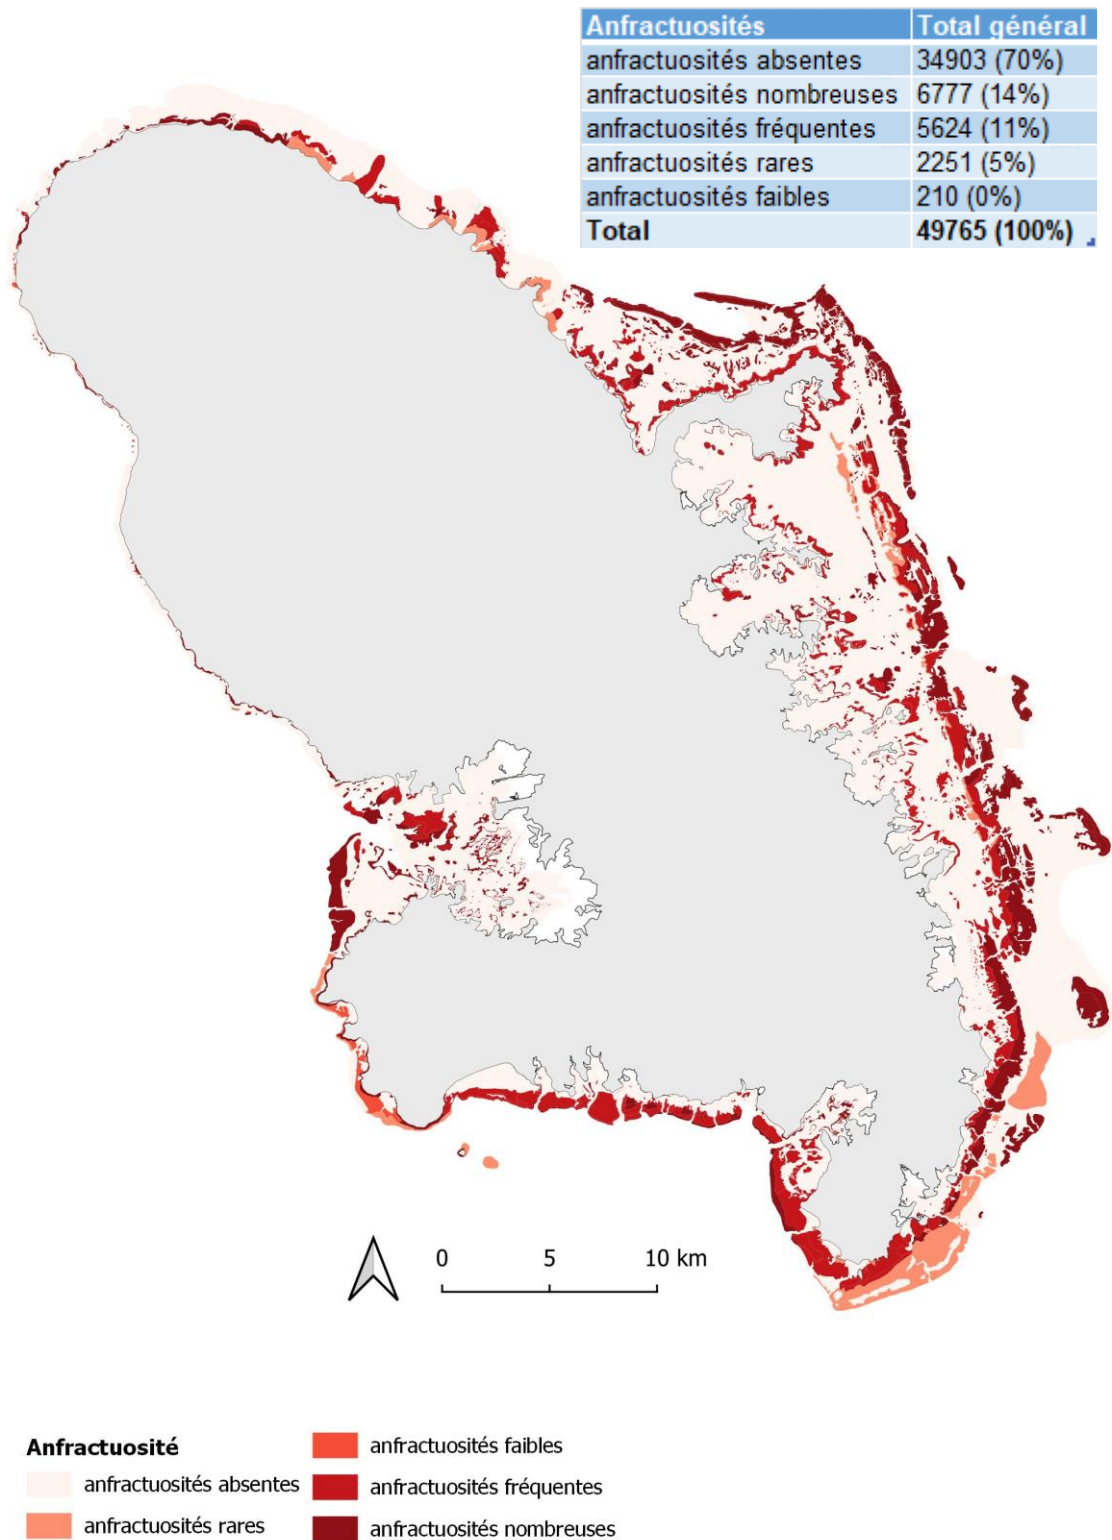 Anfractuosités Total général
anfractuosités absentes 34903 (70%)
anfractuosités nombreuses 6777 (14%)
anfractuosités fréquentes 5624 (11%)
anfractuosités rares 2251 (5%)
anfractuosités faibles 210 (0%)
Total 49765 (100%)
0 5 10 km
Anfractuosité
anfractuosités absentes
anfractuosités rares
anfractuosités faibles
anfractuosités fréquentes
anfractuosités nombreuses